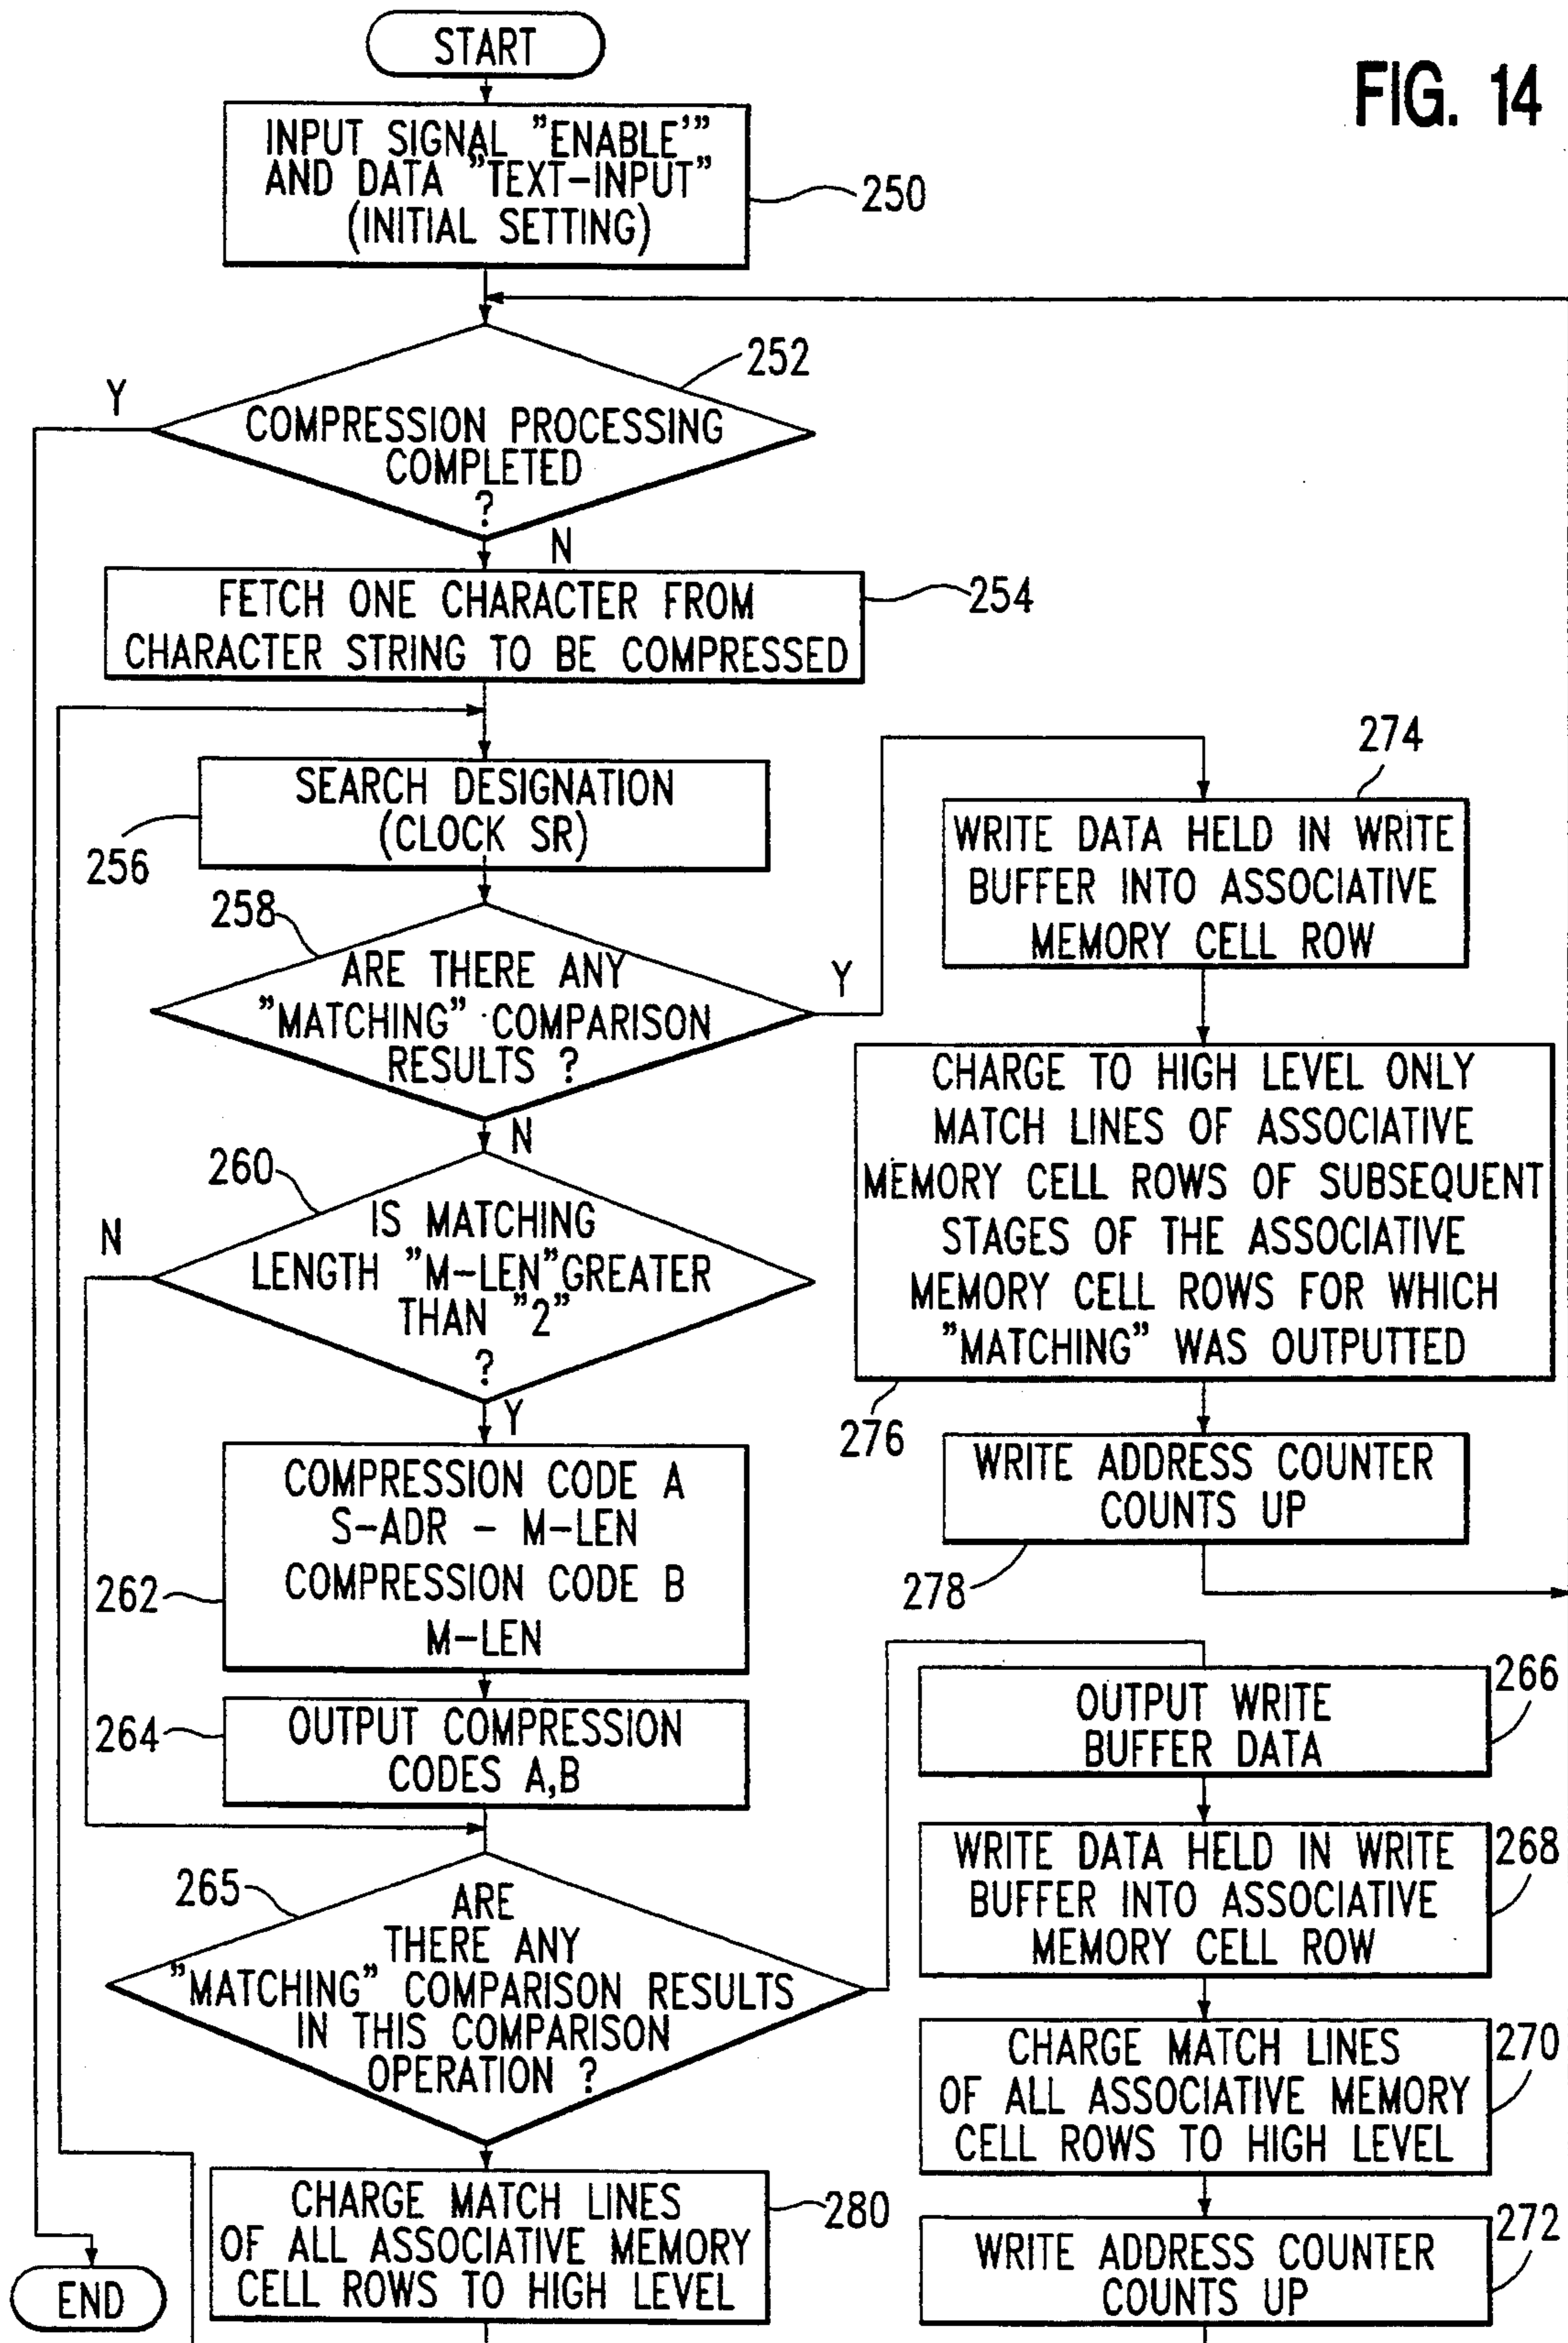 FIG. 14
START
INPUT SIGNAL "ENABLE'"
AND DATA "TEXT-INPUT"
(INITIAL SETTING)
250
252
Y
COMPRESSION PROCESSING
COMPLETED
?
N
FETCH ONE CHARACTER FROM
CHARACTER STRING TO BE COMPRESSED
254
SEARCH DESIGNATION
(CLOCK SR)
256
258
ARE THERE ANY
"MATCHING" COMPARISON
RESULTS ?
Y
N
260
N
IS MATCHING
LENGTH "M-LEN"GREATER
THAN "2"
?
Y
COMPRESSION CODE A
S-ADR - M-LEN
COMPRESSION CODE B
M-LEN
262
OUTPUT COMPRESSION
CODES A,B
264
265
ARE
THERE ANY
"MATCHING" COMPARISON RESULTS
IN THIS COMPARISON
OPERATION ?
CHARGE MATCH LINES
OF ALL ASSOCIATIVE MEMORY
CELL ROWS TO HIGH LEVEL
280
END
274
WRITE DATA HELD IN WRITE
BUFFER INTO ASSOCIATIVE
MEMORY CELL ROW
CHARGE TO HIGH LEVEL ONLY
MATCH LINES OF ASSOCIATIVE
MEMORY CELL ROWS OF SUBSEQUENT
STAGES OF THE ASSOCIATIVE
MEMORY CELL ROWS FOR WHICH
"MATCHING" WAS OUTPUTTED
276
WRITE ADDRESS COUNTER
COUNTS UP
278
OUTPUT WRITE
BUFFER DATA
266
WRITE DATA HELD IN WRITE
BUFFER INTO ASSOCIATIVE
MEMORY CELL ROW
268
CHARGE MATCH LINES
OF ALL ASSOCIATIVE MEMORY
CELL ROWS TO HIGH LEVEL
270
WRITE ADDRESS COUNTER
COUNTS UP
272